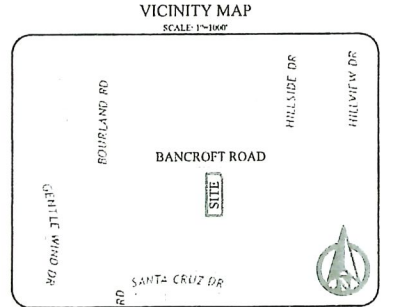 VICINITY MAP
SCALE: 1"=1000'
BOURLAND RD
HILLSIDE DR
HILLVIEW DR
BANCROFT ROAD
SITE
GENTLE WIND DR
RD
SANTA CRUZ DR
N